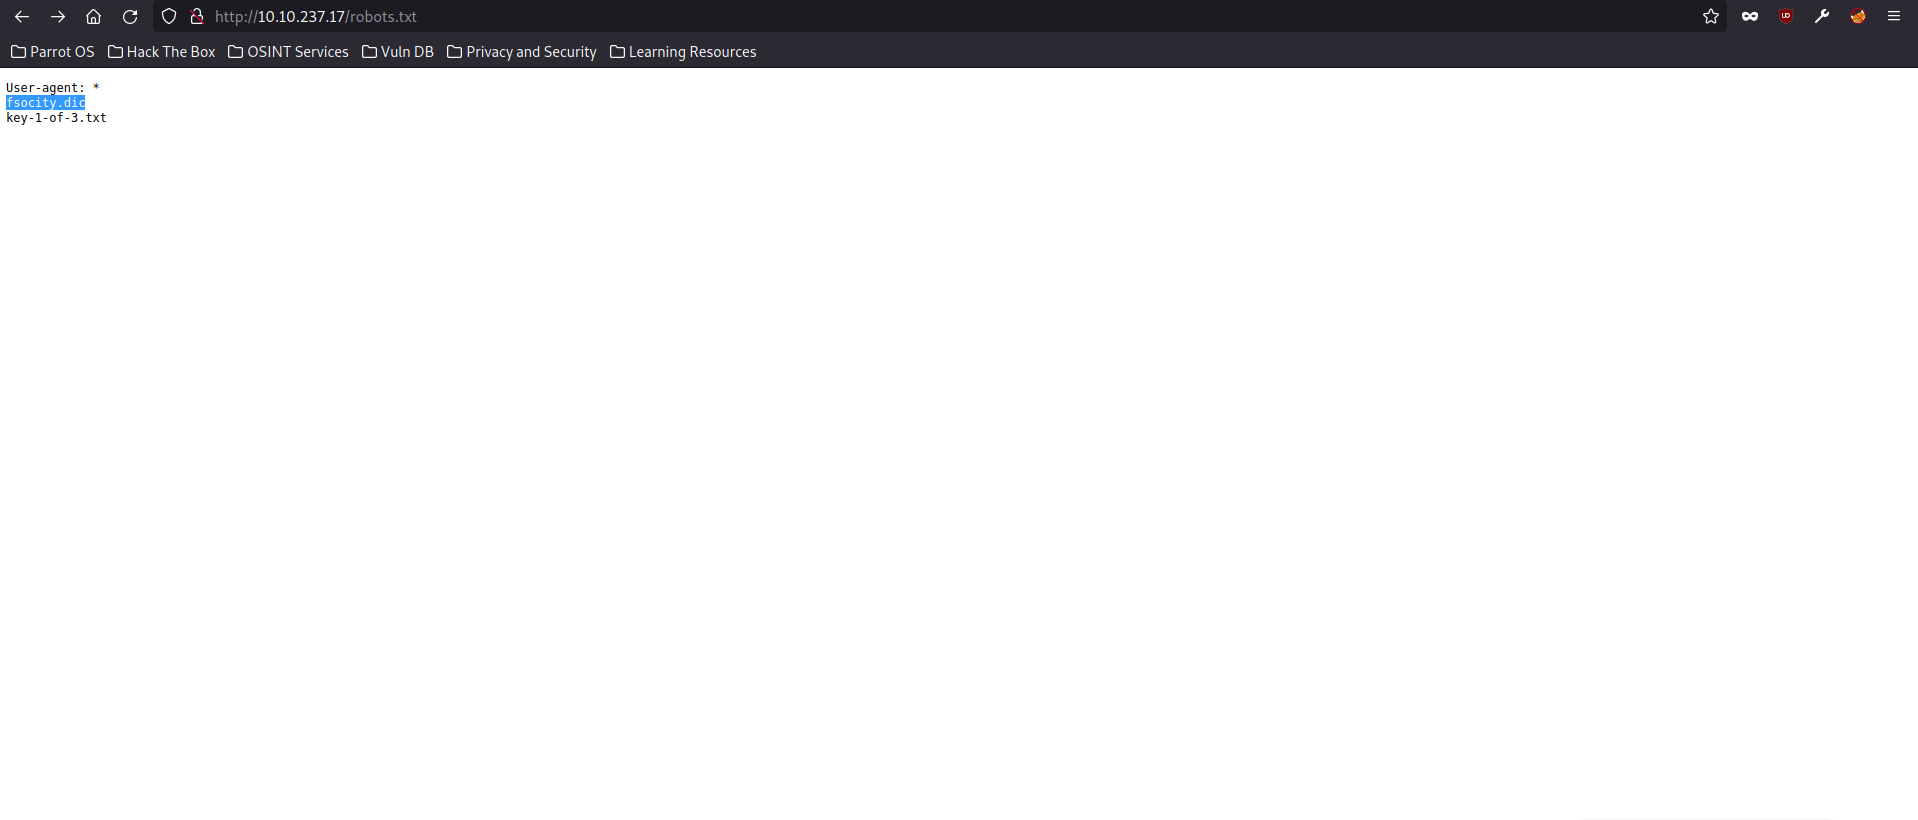 http://10.10.237.17/robots.txt
Parrot OS Hack The Box OSINT Services Vuln DB Privacy and Security Learning Resources
User-agent: *
fsocity.dic
key-1-of-3.txt